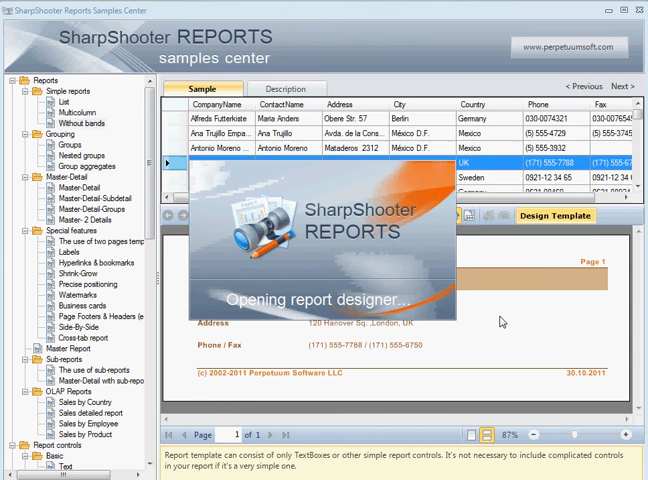 SharpShooter Reports Samples Center
SharpShooter REPORTS
samples center
www.perpetuumsoft.com
Reports
Simple reports
List
Multicolumn
Without bands
Grouping
Groups
Nested groups
Group aggregates
Master-Detail
Master-Detail
Master-Detail-Subdetail
Master-Detail-Groups
Master- 2 Details
Special features
The use of two pages temp
Labels
Hyperlinks & bookmarks
Shrink-Grow
Precise positioning
Watermarks
Business cards
Page Footers & Headers (e
Side-By-Side
Cross-tab report
Master Report
Sub-reports
The use of sub-reports
Master-Detail with sub-repo
OLAP Reports
Sales by Country
Sales detailed report
Sales by Employee
Sales by Product
Report controls
Basic
Text
Sample Description < Previous Next >
CompanyName ContactName Address City Country Phone Fax
Alfreds Futterkiste Maria Anders Obere Str. 57 Berlin Germany 030-0074321 030-0076545
Ana Trujillo Empa... Ana Trujillo Avda. de la Cons... México D.F. Mexico (5) 555-4729 (5) 555-3745
Antonio Moreno ... Antonio Moreno Mataderos 2312 México D.F. Mexico (5) 555-3932
UK (171) 555-7788 (171) 555-67
Sweden 0921-12 34 65 0921-12 34
Design Template
SharpShooter
REPORTS
Opening report designer...
Page 1
Address 120 Hanover Sq. ,London, UK
Phone / Fax (171) 555-7788 / (171) 555-6750
(c) 2002-2011 Perpetuum Software LLC 30.10.2011
Page 1 of 1 87%
Report template can consist of only TextBoxes or other simple report controls. It's not necessary to include complicated controls
in your report if it's a very simple one.